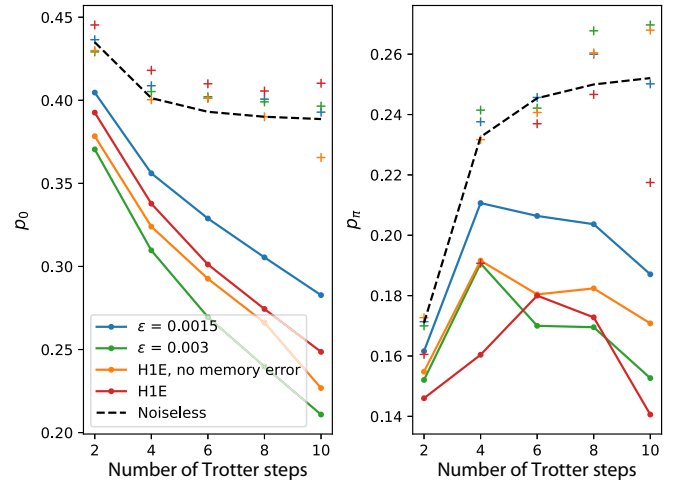 0.45
0.40
0.35
0.30
0.25
0.20
p₀
ε = 0.0015
ε = 0.003
H1E, no memory error
H1E
Noiseless
2 4 6 8 10
Number of Trotter steps
0.26
0.24
0.22
0.20
0.18
0.16
0.14
pπ
2 4 6 8 10
Number of Trotter steps